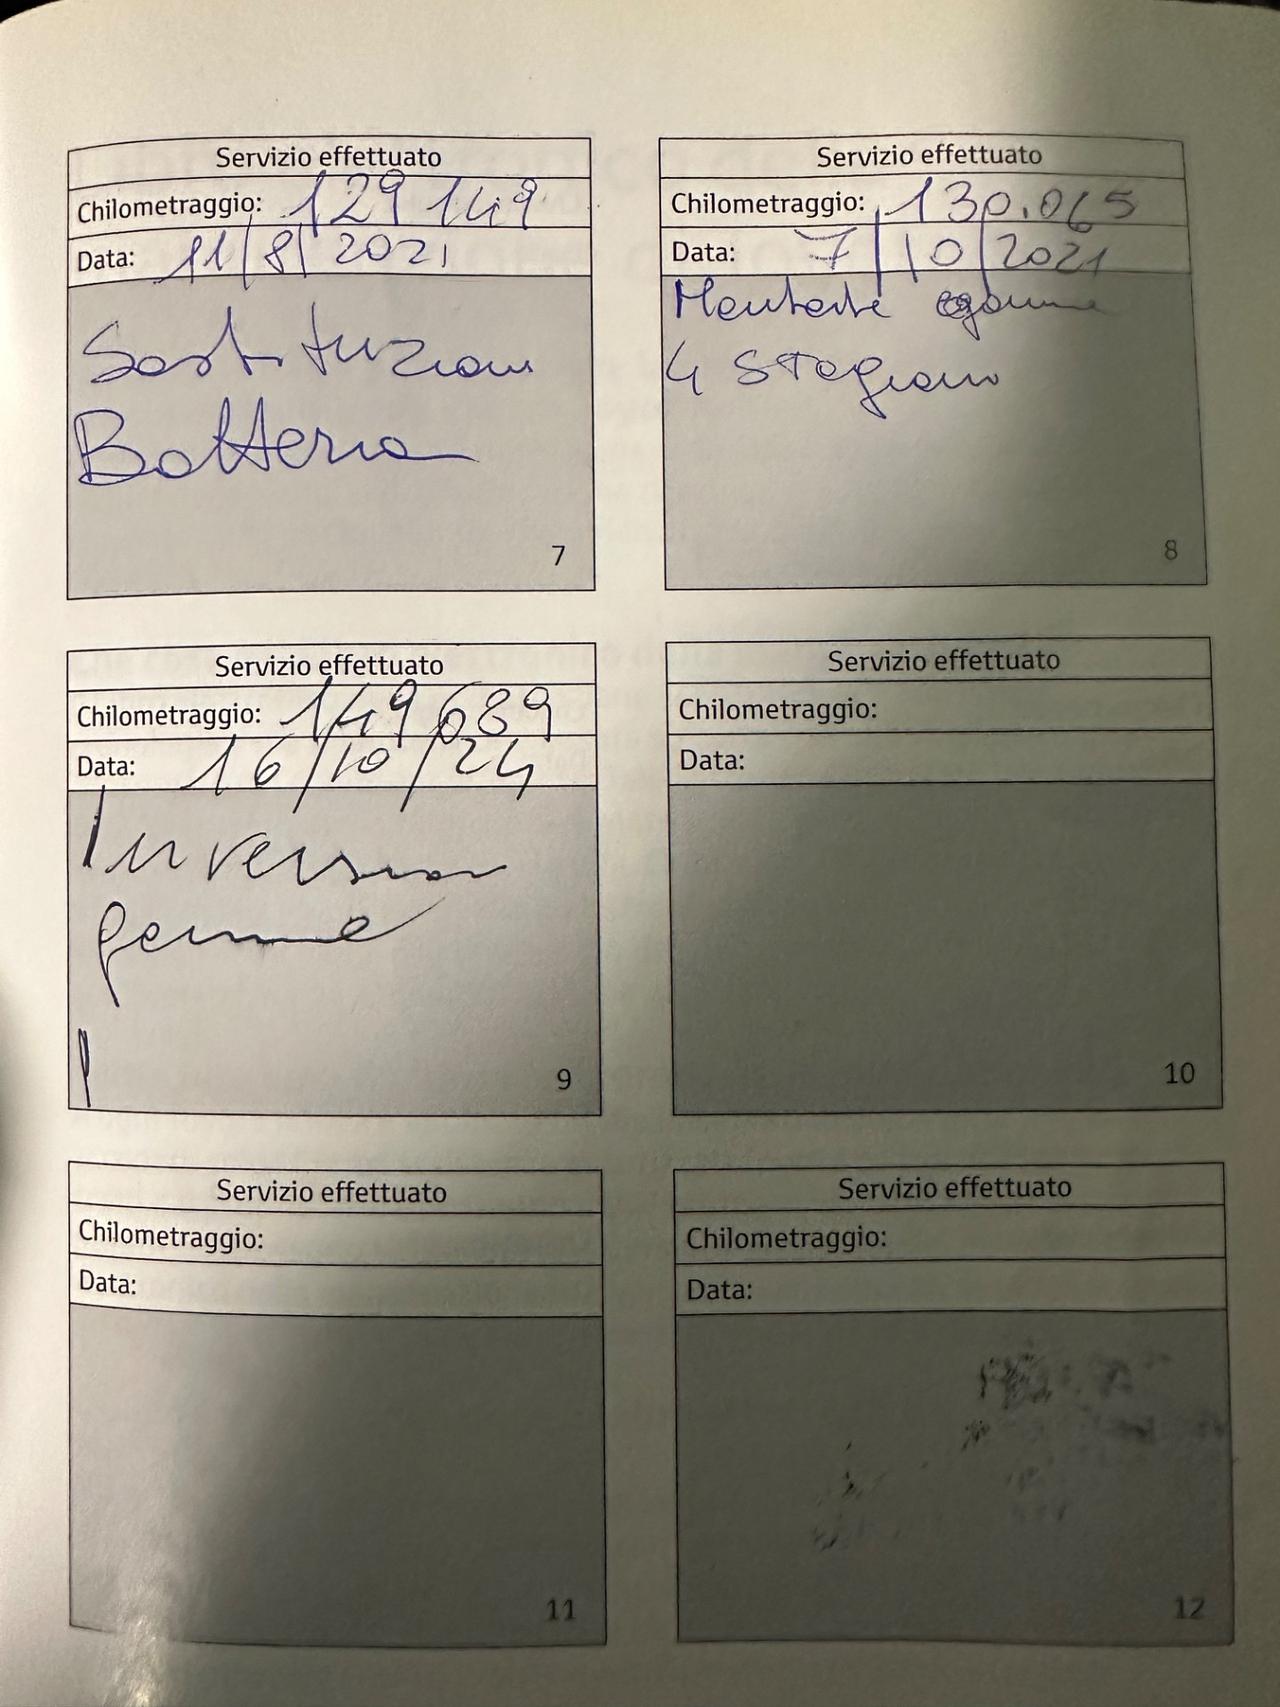 Servizio effettuato
Chilometraggio: 129149
Data: 11/8/2021
Sostituzione
Batteria
7
Servizio effettuato
Chilometraggio: 130.065
Data: 7/10/2021
Montate gomme
4 Stagioni
8
Servizio effettuato
Chilometraggio: 149689
Data: 16/10/24
Inversione
gomme
9
Servizio effettuato
Chilometraggio:
Data:
10
Servizio effettuato
Chilometraggio:
Data:
11
Servizio effettuato
Chilometraggio:
Data:
12